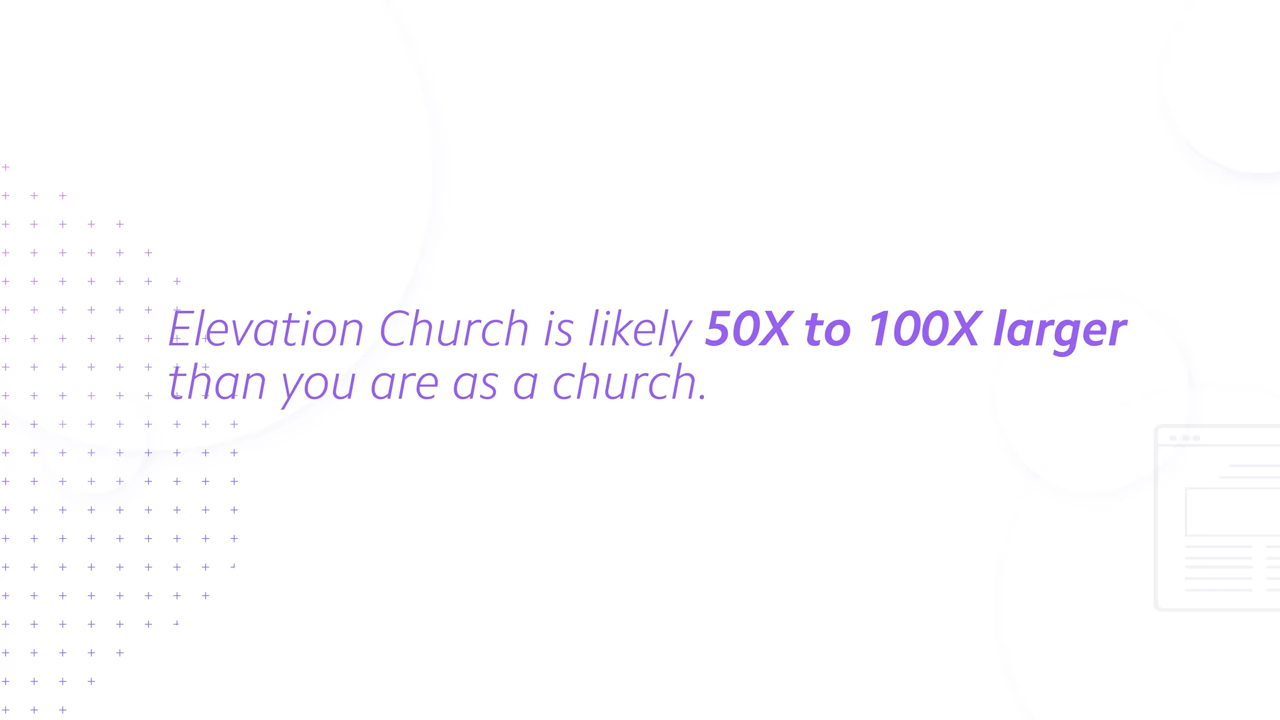 Elevation Church is likely 50X to 100X larger
than you are as a church.